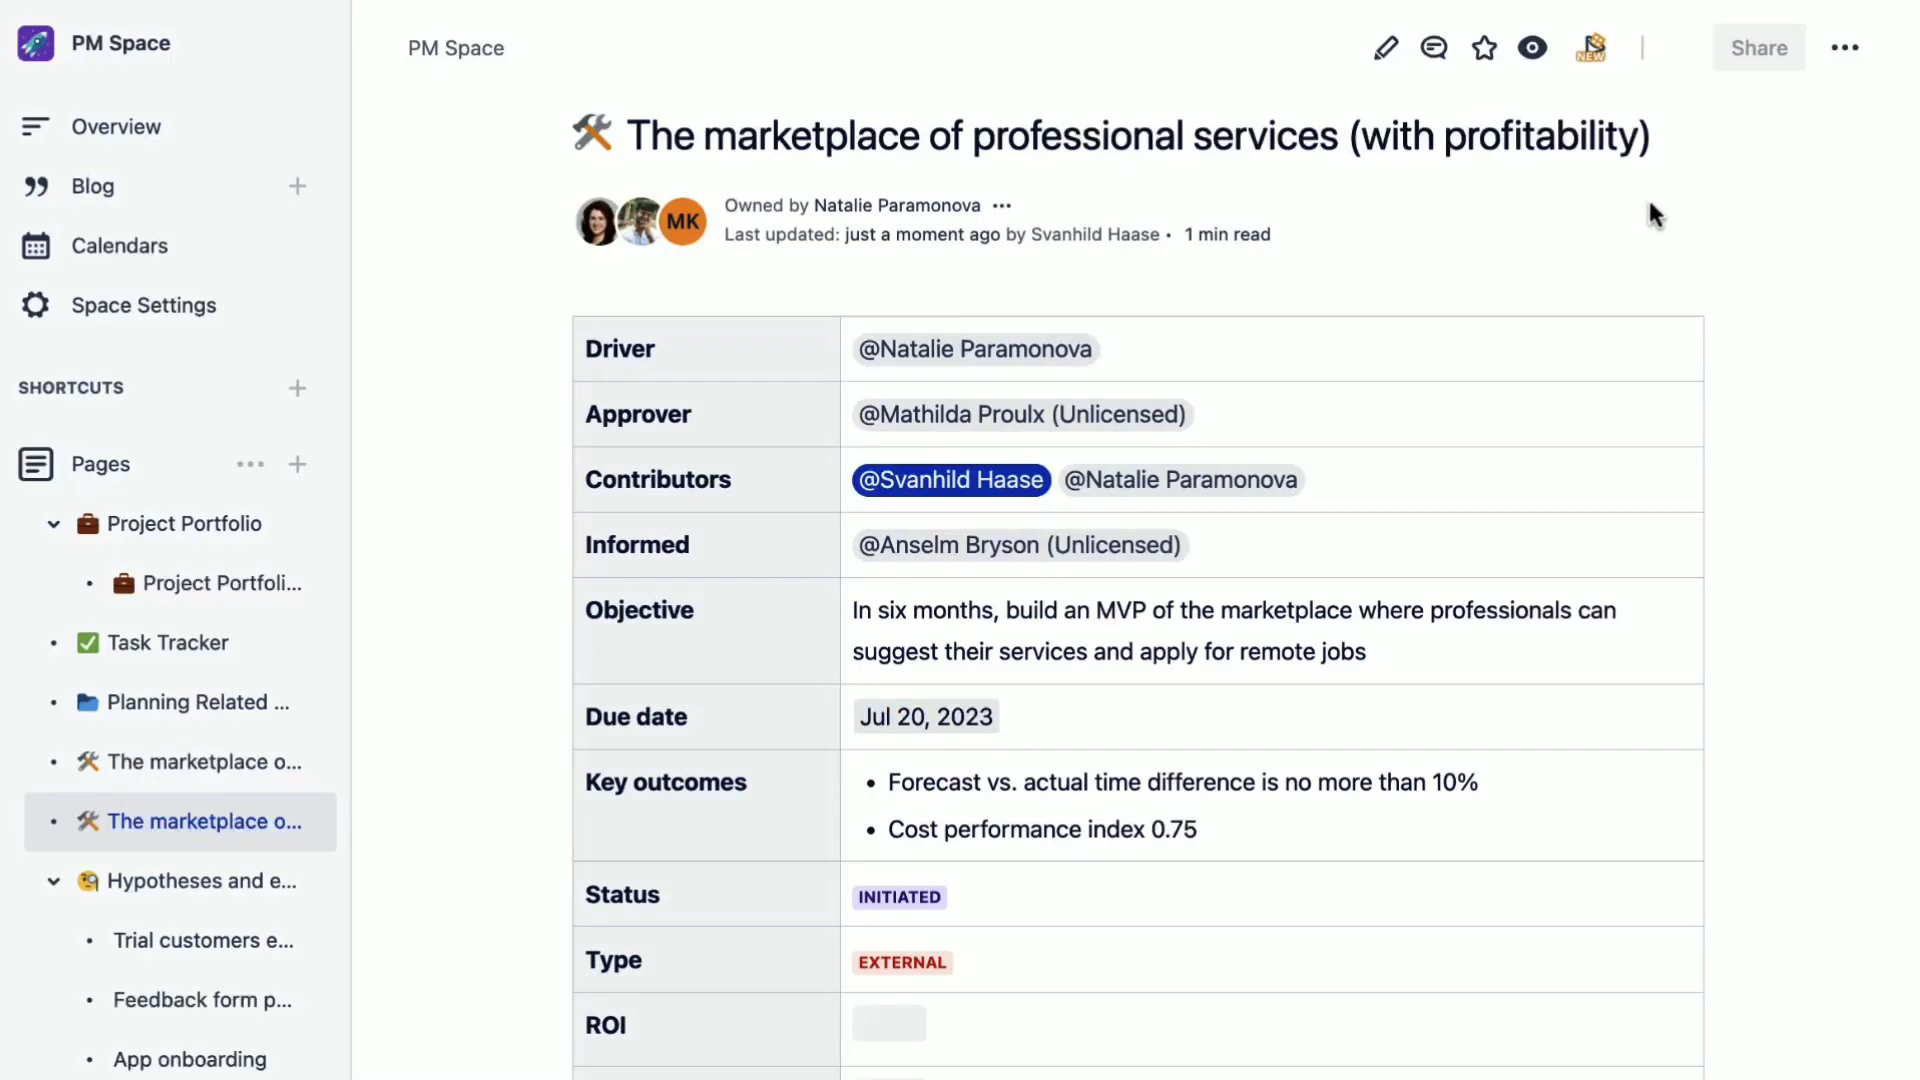 PM Space
Overview
Blog
Calendars
Space Settings
SHORTCUTS
Pages
Project Portfolio
Project Portfoli...
Task Tracker
Planning Related ...
The marketplace o...
The marketplace o...
Hypotheses and e...
Trial customers e...
Feedback form p...
App onboarding
PM Space
NEW
Share
The marketplace of professional services (with profitability)
MK
Owned by Natalie Paramonova
Last updated: just a moment ago by Svanhild Haase • 1 min read
Driver @Natalie Paramonova
Approver @Mathilda Proulx (Unlicensed)
Contributors @Svanhild Haase @Natalie Paramonova
Informed @Anselm Bryson (Unlicensed)
Objective In six months, build an MVP of the marketplace where professionals can
suggest their services and apply for remote jobs
Due date Jul 20, 2023
Key outcomes • Forecast vs. actual time difference is no more than 10%
• Cost performance index 0.75
Status INITIATED
Type EXTERNAL
ROI